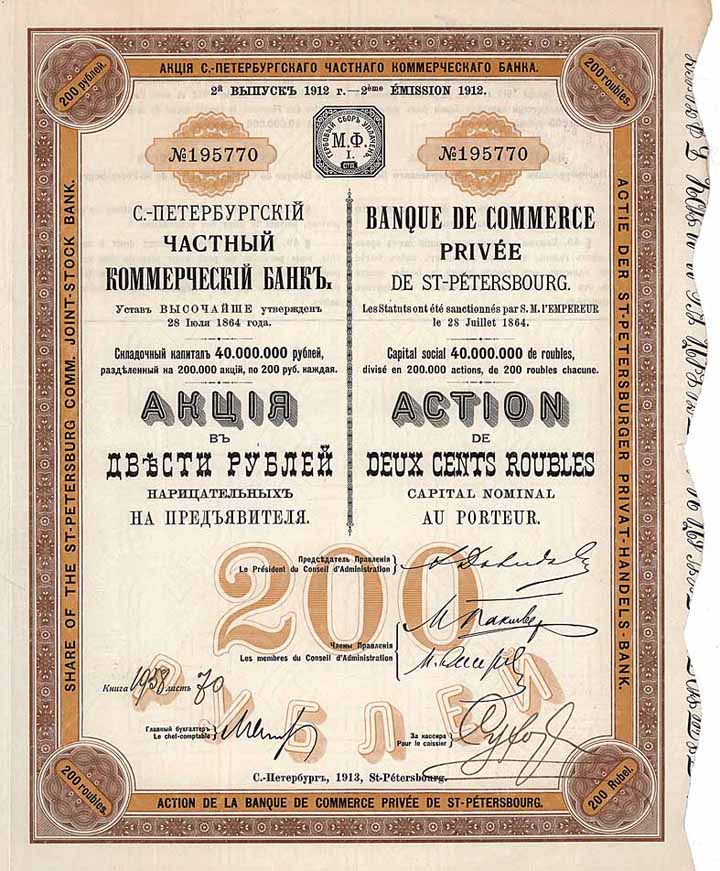 АКЦІЯ С.-ПЕТЕРБУРГСКАГО ЧАСТНАГО КОММЕРЧЕСКАГО БАНКА.
200 рублей.
200 roubles.
2й ВЫПУСКЪ 1912 г.—2ème ÉMISSION 1912.
ГЕРБОВЫЙ СБОРЪ УПЛАЧЕНЪ.
М.Ф.
I.
СПБ.
№195770
№195770
С.-ПЕТЕРБУРГСКІЙ
ЧАСТНЫЙ
КОММЕРЧЕСКІЙ БАНКЪ.
Уставъ ВЫСОЧАЙШЕ утвержден
28 Іюля 1864 года.
Складочный капиталъ 40.000.000 рублей,
раздѣленный на 200.000 акцій, по 200 руб. каждая.
АКЦІЯ
ВЪ
ДВѢСТИ РУБЛЕЙ
НАРИЦАТЕЛЬНЫХЪ
НА ПРЕДЪЯВИТЕЛЯ.
BANQUE DE COMMERCE
PRIVÉE
DE ST-PÉTERSBOURG.
Les Statuts ont été sanctionnés par S. M. l'EMPEREUR
le 28 Juillet 1864.
Capital social 40.000.000 de roubles,
divisé en 200.000 actions, de 200 roubles chacune.
ACTION
DE
DEUX CENTS ROUBLES
CAPITAL NOMINAL
AU PORTEUR.
200
РУБЛЕЙ
Предсѣдатель Правленія
Le Président du Conseil d'Administration
Члены Правленія
Les membres du Conseil d'Administration
Книга 1958 листъ 70
Главный бухгалтеръ
Le chef-comptable
За кассира
Pour le caissier
С.-Петербургъ, 1913, St-Pétersbourg.
SHARE OF THE ST-PETERSBURG COMM. JOINT-STOCK BANK.
ACTIE DER ST-PETERSBURGER PRIVAT-HANDELS-BANK.
200 roubles.
200 Rubel.
ACTION DE LA BANQUE DE COMMERCE PRIVÉE DE ST-PÉTERSBOURG.